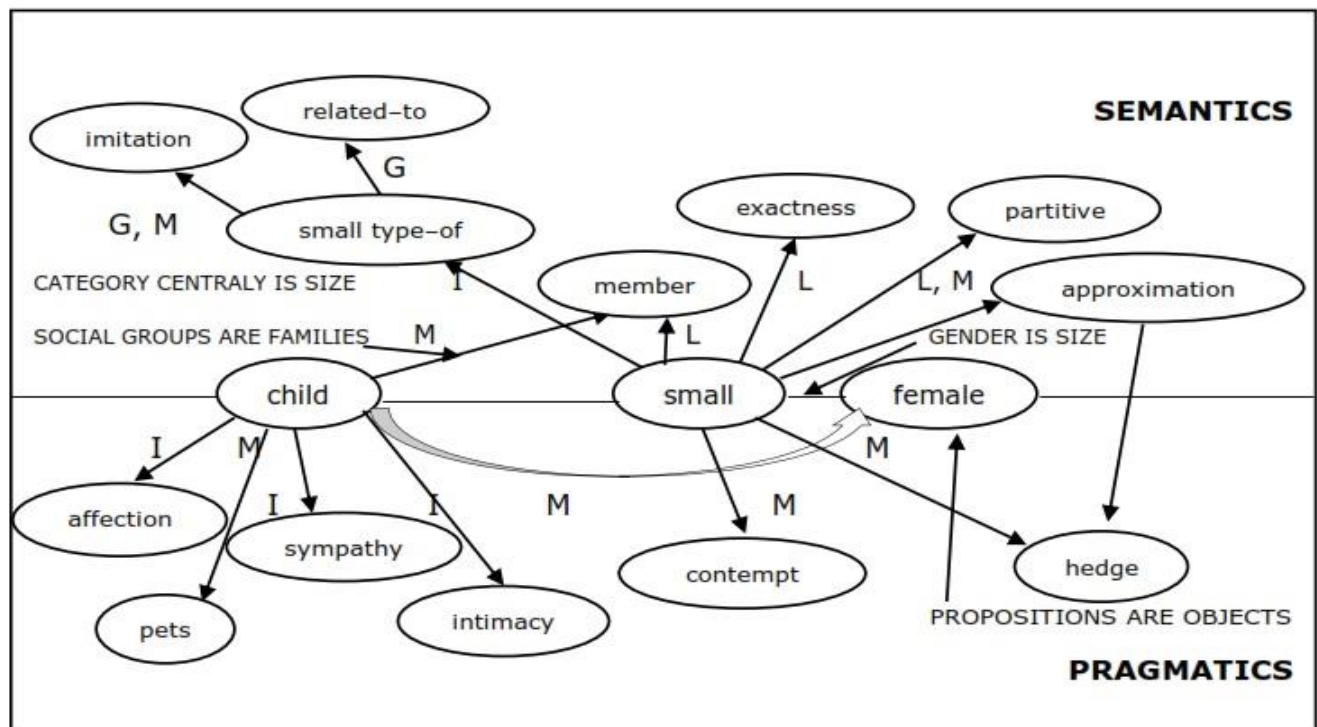 related-to
SEMANTICS
imitation
G
exactness
partitive
G, M
small type-of
CATEGORY CENTRALY IS SIZE
I
member
L
L, M
approximation
SOCIAL GROUPS ARE FAMILIES
M
L
GENDER IS SIZE
child
small
female
I
M
M
affection
I
I
M
M
sympathy
contempt
hedge
pets
intimacy
PROPOSITIONS ARE OBJECTS
PRAGMATICS